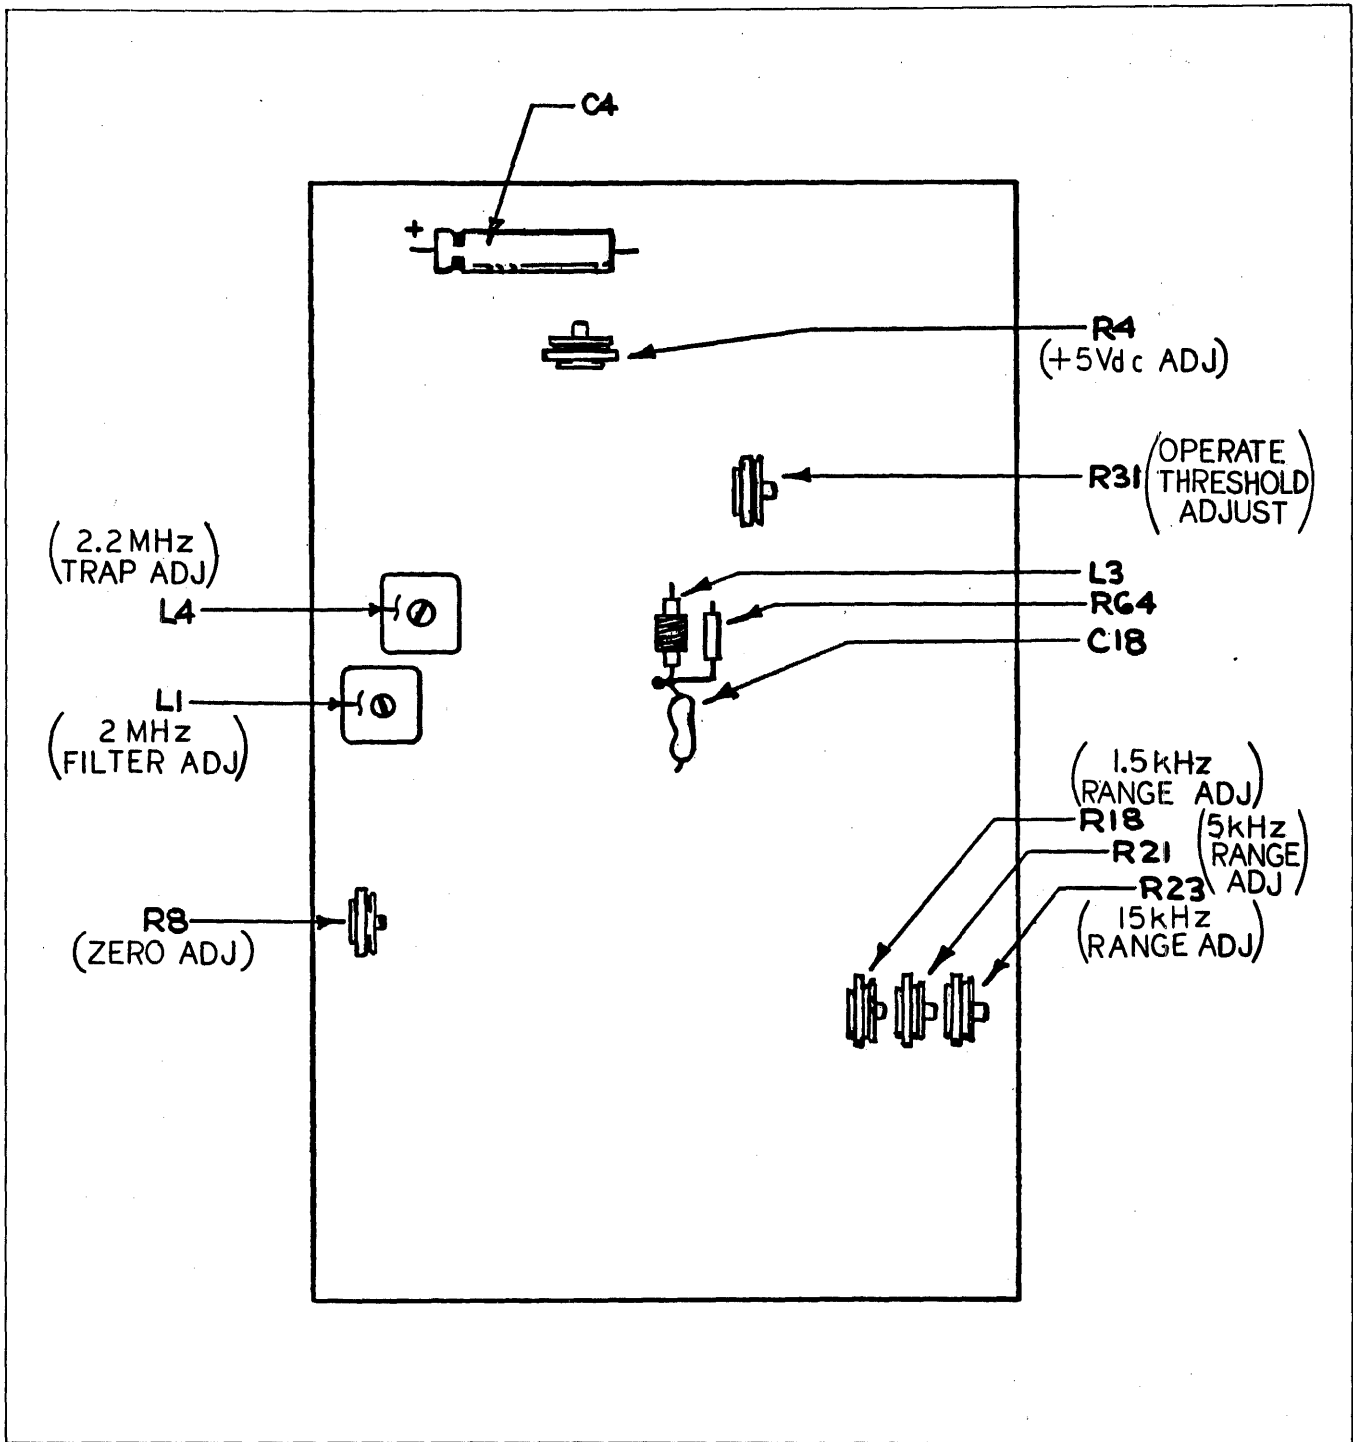 C4
+
R4
(+5Vdc ADJ)
R31 (OPERATE
THRESHOLD
ADJUST)
(2.2MHz
TRAP ADJ)
L4
L3
R64
C18
L1
(2 MHz
FILTER ADJ)
(1.5kHz
RANGE ADJ)
R18
R21 (5kHz
RANGE
ADJ)
R23
(15kHz
RANGE ADJ)
R8
(ZERO ADJ)